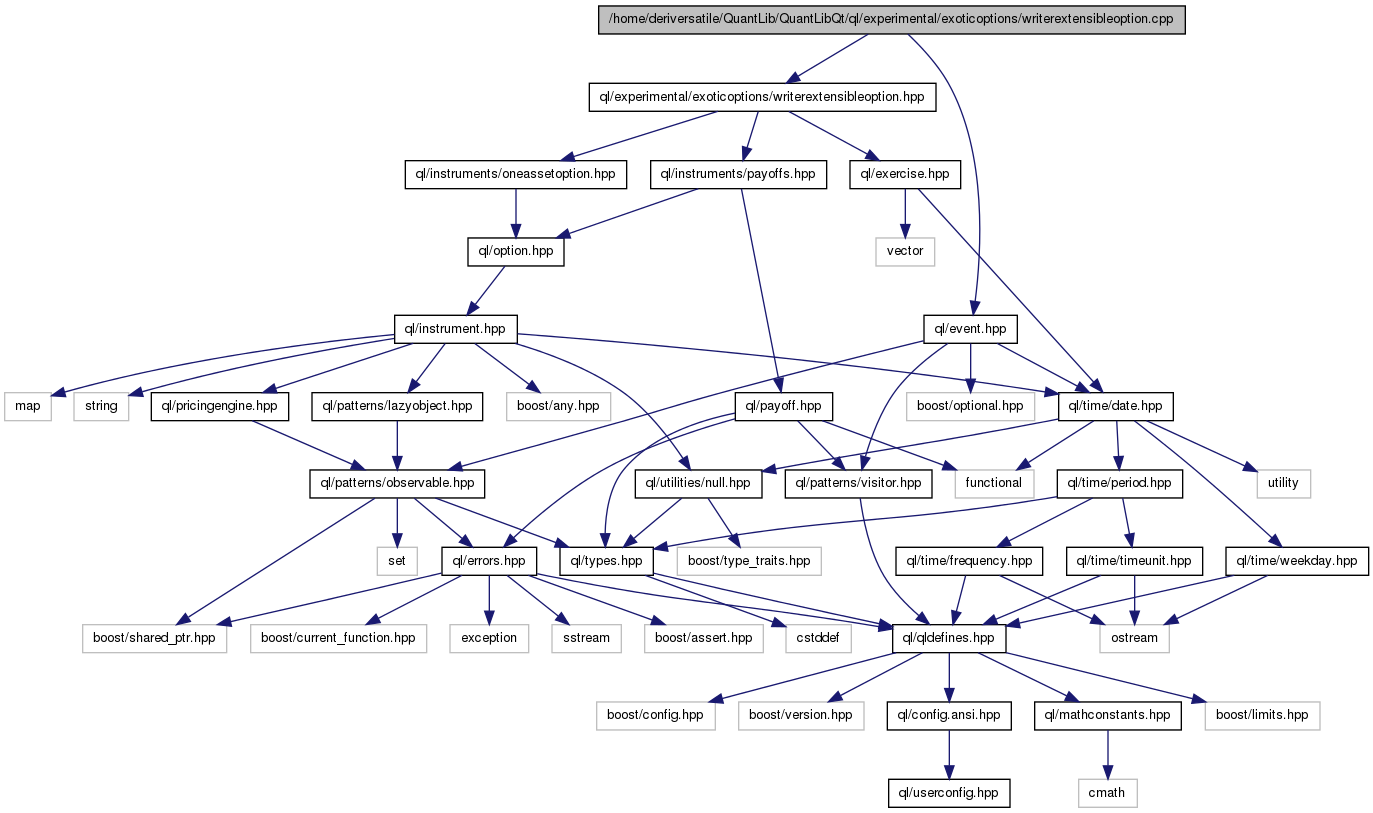 /home/deriversatile/QuantLib/QuantLibQt/ql/experimental/exoticoptions/writerextensibleoption.cpp
ql/experimental/exoticoptions/writerextensibleoption.hpp
ql/instruments/oneassetoption.hpp
ql/instruments/payoffs.hpp
ql/exercise.hpp
ql/option.hpp
vector
ql/instrument.hpp
ql/event.hpp
map
string
ql/pricingengine.hpp
ql/patterns/lazyobject.hpp
boost/any.hpp
ql/payoff.hpp
boost/optional.hpp
ql/time/date.hpp
ql/patterns/observable.hpp
ql/utilities/null.hpp
ql/patterns/visitor.hpp
functional
ql/time/period.hpp
utility
set
ql/errors.hpp
ql/types.hpp
boost/type_traits.hpp
ql/time/frequency.hpp
ql/time/timeunit.hpp
ql/time/weekday.hpp
boost/shared_ptr.hpp
boost/current_function.hpp
exception
sstream
boost/assert.hpp
cstddef
ql/qldefines.hpp
ostream
boost/config.hpp
boost/version.hpp
ql/config.ansi.hpp
ql/mathconstants.hpp
boost/limits.hpp
ql/userconfig.hpp
cmath